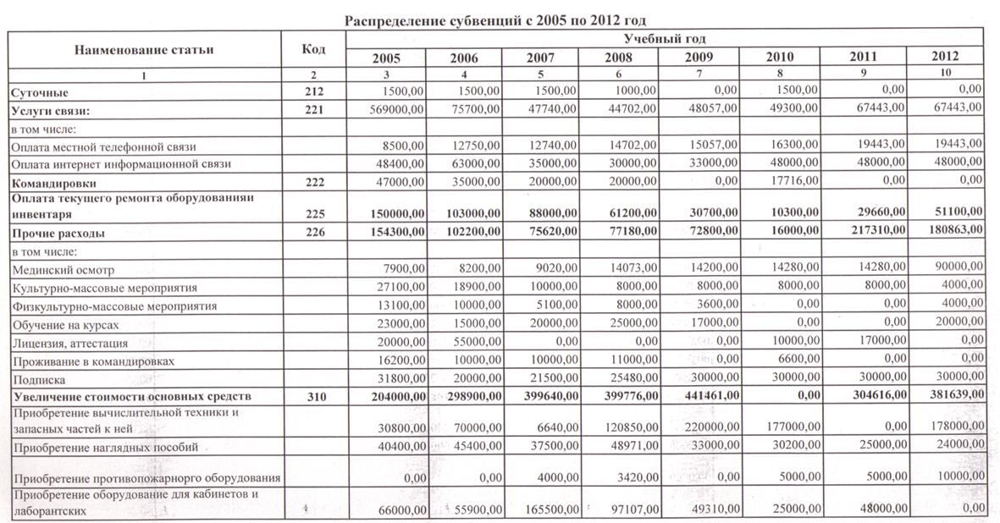 Распределение субвенций с 2005 по 2012 год
Наименование статьи Код Учебный год
2005 2006 2007 2008 2009 2010 2011 2012
1 2 3 4 5 6 7 8 9 10
Суточные 212 1500,00 1500,00 1500,00 1000,00 0,00 1500,00 0,00 0,00
Услуги связи: 221 569000,00 75700,00 47740,00 44702,00 48057,00 49300,00 67443,00 67443,00
в том числе:
Оплата местной телефонной связи 8500,00 12750,00 12740,00 14702,00 15057,00 16300,00 19443,00 19443,00
Оплата интернет информационной связи 48400,00 63000,00 35000,00 30000,00 33000,00 48000,00 48000,00 48000,00
Командировки 222 47000,00 35000,00 20000,00 20000,00 0,00 17716,00 0,00 0,00
Оплата текущего ремонта оборудованияи
инвентаря 225 150000,00 103000,00 88000,00 61200,00 30700,00 10300,00 29660,00 51100,00
Прочие расходы 226 154300,00 102200,00 75620,00 77180,00 72800,00 16000,00 217310,00 180863,00
в том числе:
Мединский осмотр 7900,00 8200,00 9020,00 14073,00 14200,00 14280,00 14280,00 90000,00
Культурно-массовые мероприятия 27100,00 18900,00 10000,00 8000,00 8000,00 8000,00 8000,00 4000,00
Физкультурно-массовые мероприятия 13100,00 10000,00 5100,00 8000,00 3600,00 0,00 0,00 4000,00
Обучение на курсах 23000,00 15000,00 20000,00 25000,00 17000,00 0,00 0,00 20000,00
Лицензия, аттестация 20000,00 55000,00 0,00 0,00 0,00 10000,00 17000,00 0,00
Проживание в командировках 16200,00 10000,00 10000,00 11000,00 0,00 6600,00 0,00 0,00
Подписка 31800,00 20000,00 21500,00 25480,00 30000,00 30000,00 30000,00 30000,00
Увеличение стоимости основных средств 310 204000,00 298900,00 399640,00 399776,00 441461,00 0,00 304616,00 381639,00
Приобретение вычислительной техники и
запасных частей к ней 30800,00 70000,00 6640,00 120850,00 220000,00 177000,00 0,00 178000,00
Приобретение наглядных пособий 40400,00 45400,00 37500,00 48971,00 33000,00 30200,00 25000,00 24000,00
Приобретение противопожарнорго оборудования 0,00 0,00 4000,00 3420,00 0,00 5000,00 5000,00 10000,00
Приобретение оборудование для кабинетов и
лаборантских 66000,00 55900,00 165500,00 97107,00 49310,00 25000,00 48000,00 0,00